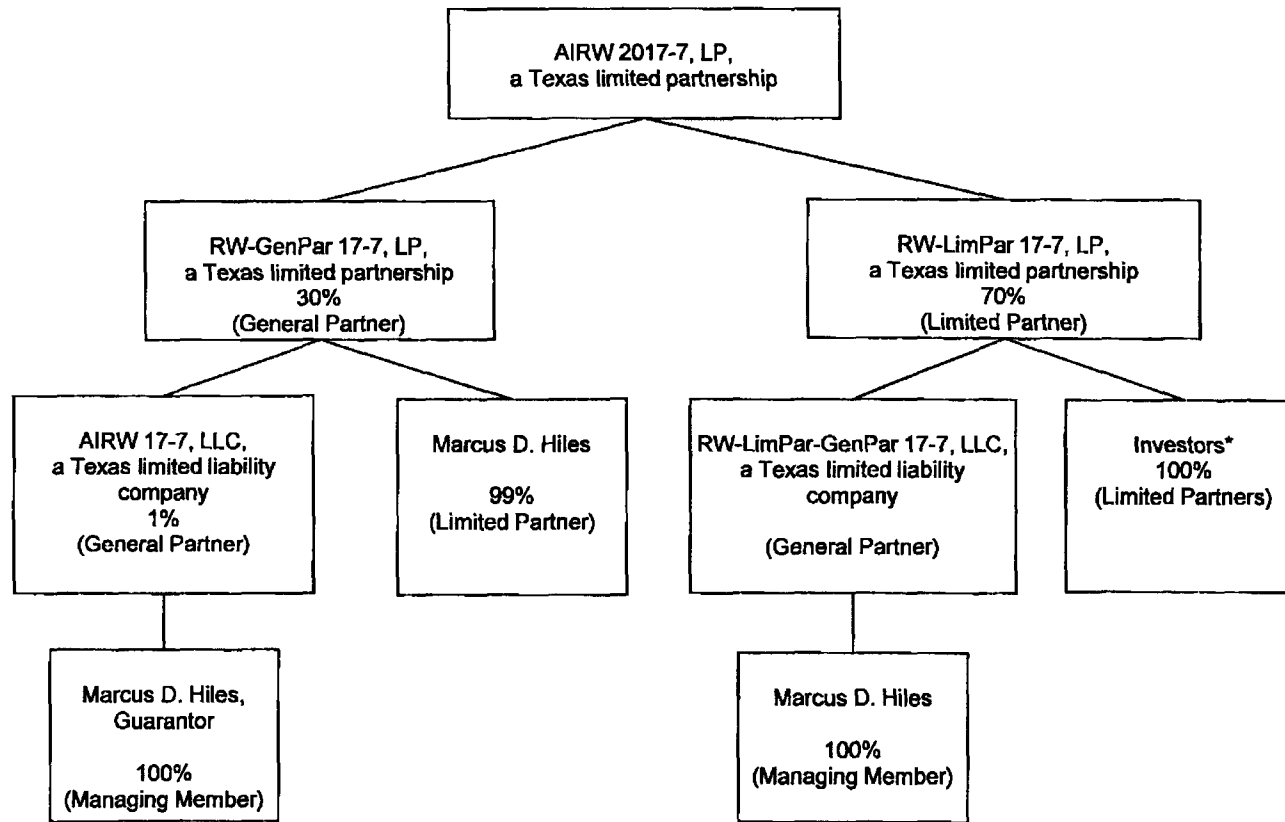 AIRW 2017-7, LP,
a Texas limited partnership
RW-GenPar 17-7, LP,
a Texas limited partnership
30%
(General Partner)
RW-LimPar 17-7, LP,
a Texas limited partnership
70%
(Limited Partner)
AIRW 17-7, LLC,
a Texas limited liability
company
1%
(General Partner)
Marcus D. Hiles
99%
(Limited Partner)
RW-LimPar-GenPar 17-7, LLC,
a Texas limited liability
company
(General Partner)
Investors*
100%
(Limited Partners)
Marcus D. Hiles,
Guarantor
100%
(Managing Member)
Marcus D. Hiles
100%
(Managing Member)